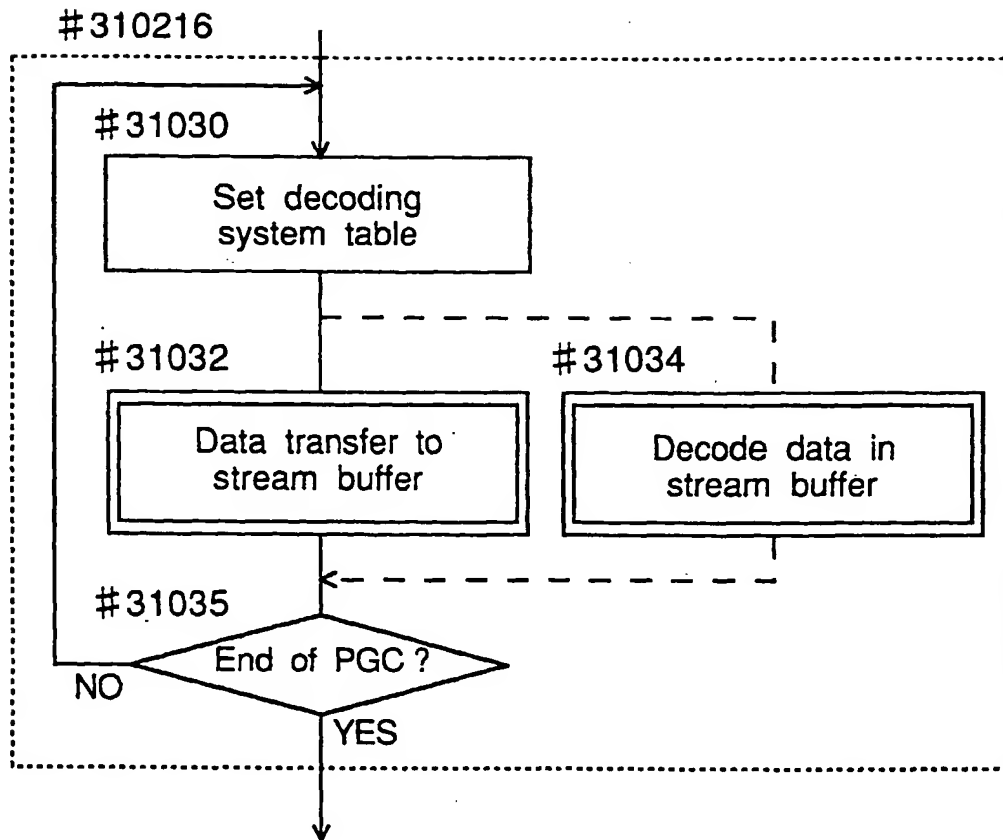 #310216
#31030
Set decoding
system table
#31032
#31034
Data transfer to
stream buffer
Decode data in
stream buffer
#31035
End of PGC?
NO
YES